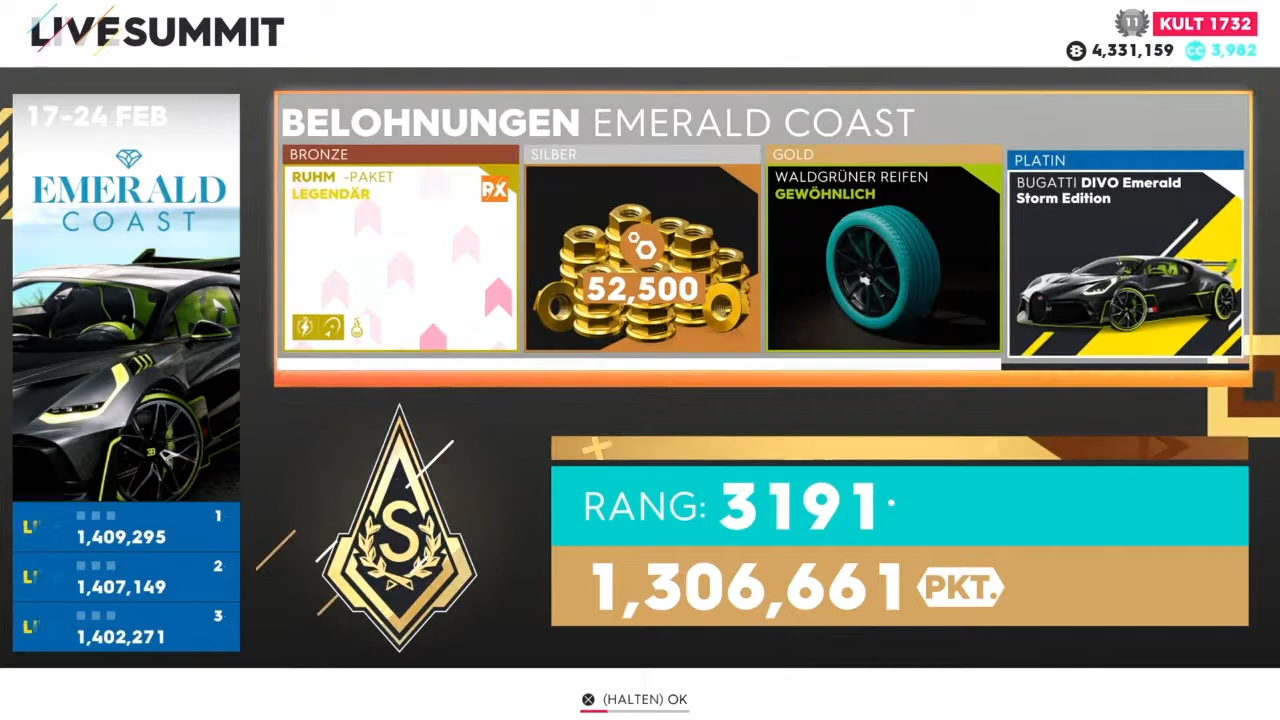 LIVESUMMIT
11
KULT 1732
4,331,159
CC 3,982
17-24 FEB
EMERALD
COAST
1
1,409,295
2
1,407,149
3
1,402,271
BELOHNUNGEN EMERALD COAST
BRONZE
RUHM -PAKET
LEGENDÄR
RX
SILBER
52,500
GOLD
WALDGRÜNER REIFEN
GEWÖHNLICH
PLATIN
BUGATTI DIVO Emerald
Storm Edition
S
RANG: 3191.
1,306,661 PKT.
(HALTEN) OK